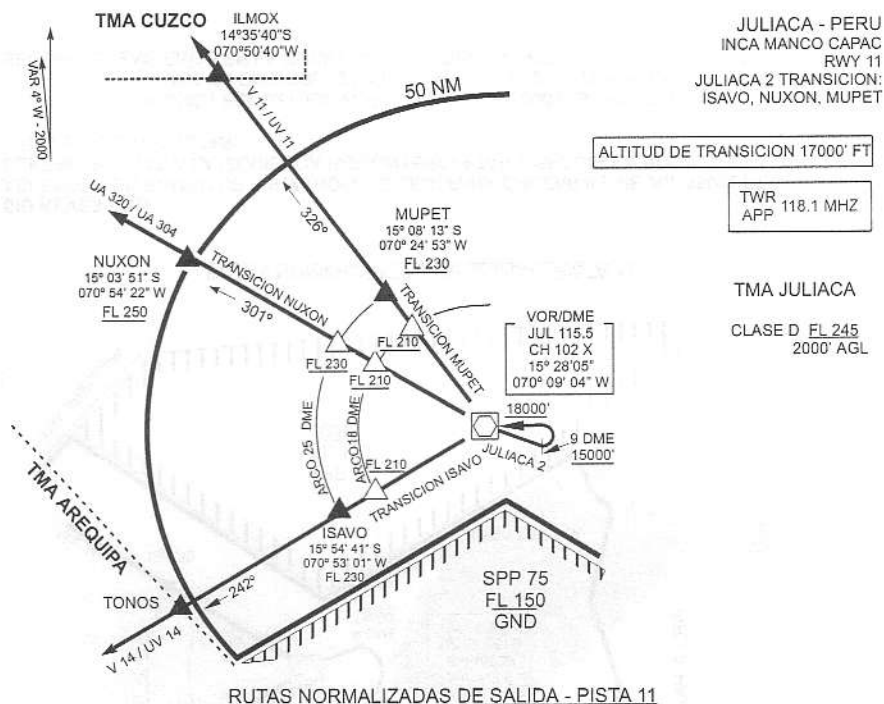 TMA CUZCO
ILMOX
14°35'40"S
070°50'40"W
JULIACA - PERU
INCA MANCO CAPAC
RWY 11
JULIACA 2 TRANSICION:
ISAVO, NUXON, MUPET
VAR 4° W - 2000
V 11 / UV 11
50 NM
ALTITUD DE TRANSICION 17000' FT
TWR
APP 118.1 MHZ
UA 320 / UA 304
326°
MUPET
15° 08' 13" S
070° 24' 53" W
FL 230
NUXON
15° 03' 51" S
070° 54' 22" W
FL 250
TRANSICION NUXON
301°
TRANSICION MUPET
TMA JULIACA
CLASE D FL 245
2000' AGL
VOR/DME
JUL 115.5
CH 102 X
15° 28'05"
070° 09' 04" W
FL 230
FL 210
FL 210
18000'
9 DME
15000'
JULIACA 2
ARCO 25 DME
ARCO18 DME
FL 210
TRANSICION ISAVO
TMA AREQUIPA
ISAVO
15° 54' 41" S
070° 53' 01" W
FL 230
242°
TONOS
V 14 / UV 14
SPP 75
FL 150
GND
RUTAS NORMALIZADAS DE SALIDA - PISTA 11